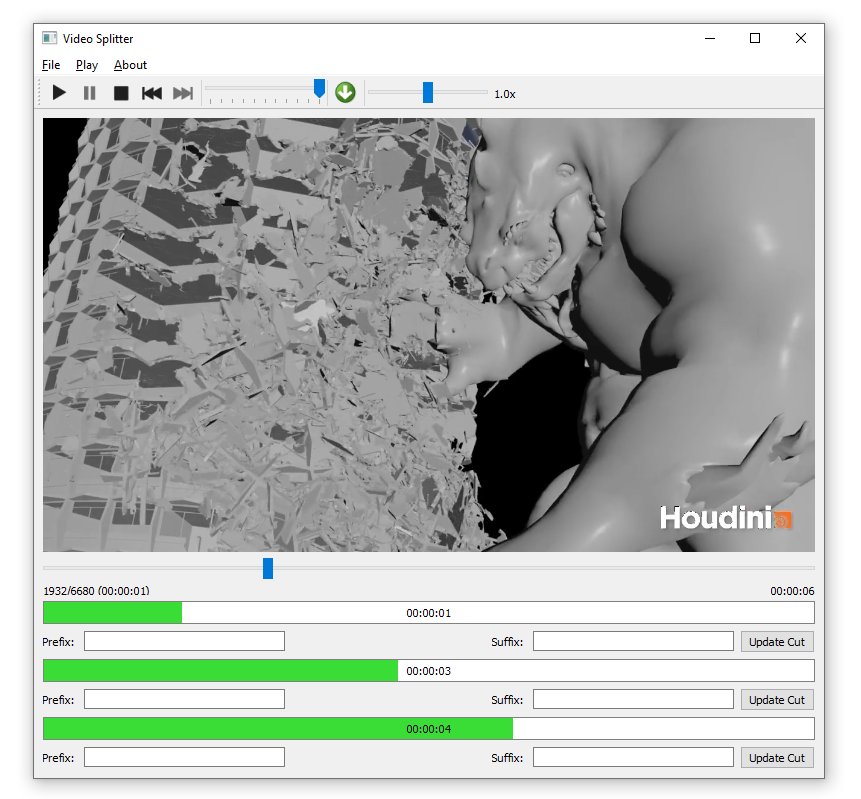 Video Splitter
File Play About
1.0x
Houdini
1932/6680 (00:00:01) 00:00:06
00:00:01
Prefix: Suffix: Update Cut
00:00:03
Prefix: Suffix: Update Cut
00:00:04
Prefix: Suffix: Update Cut